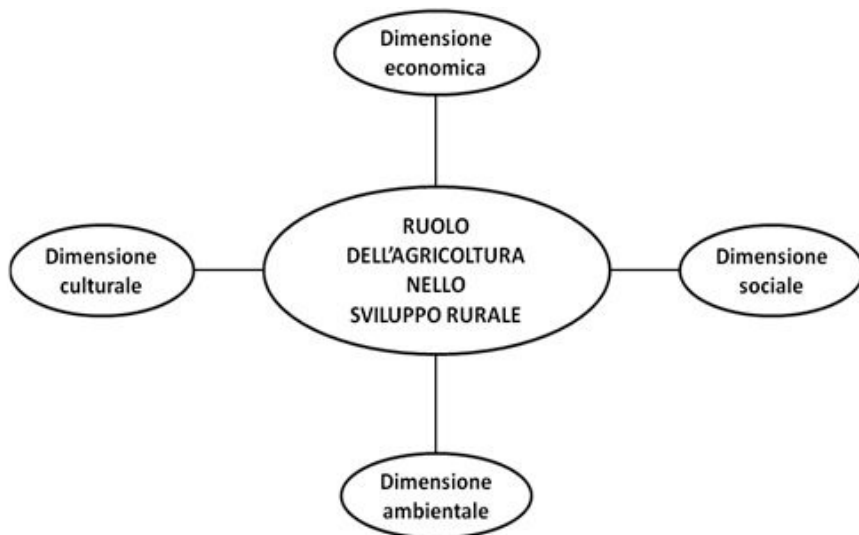 Dimensione
economica
Dimensione
culturale
RUOLO
DELL'AGRICOLTURA
NELLO
SVILUPPO RURALE
Dimensione
sociale
Dimensione
ambientale